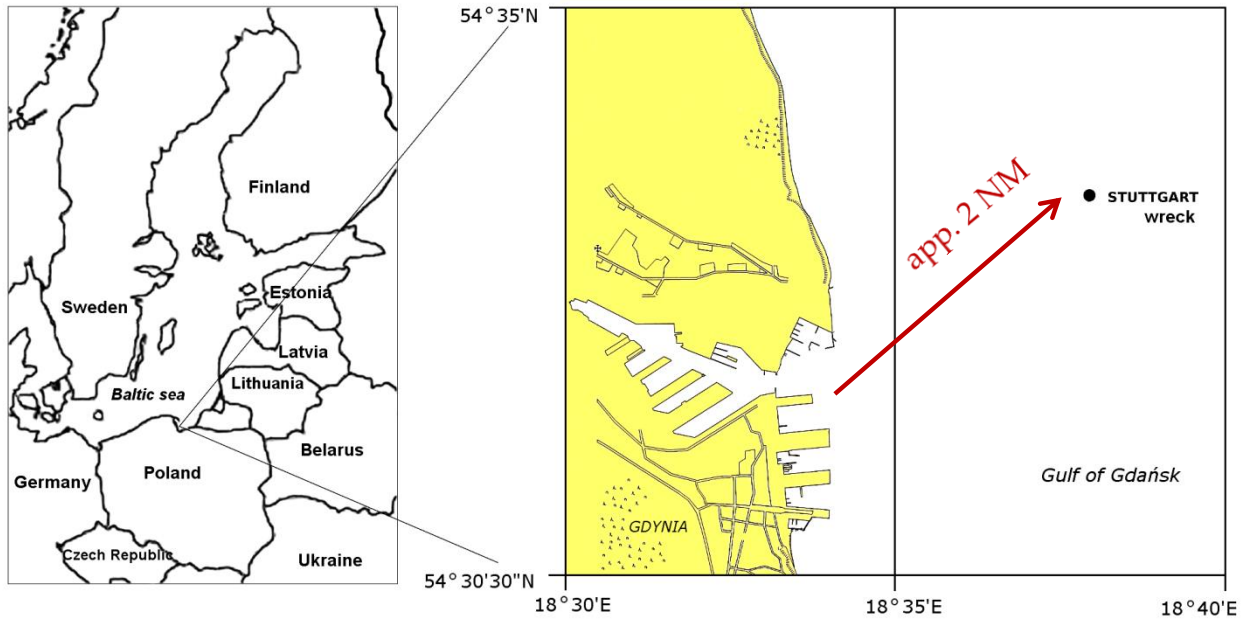 Finland
Sweden
Estonia
Latvia
Lithuania
Baltic sea
Belarus
Poland
Germany
Czech Republic
Ukraine
54°35'N
54°30'30"N
18°30'E
18°35'E
18°40'E
app. 2 NM
STUTTGART
wreck
Gulf of Gdańsk
GDYNIA